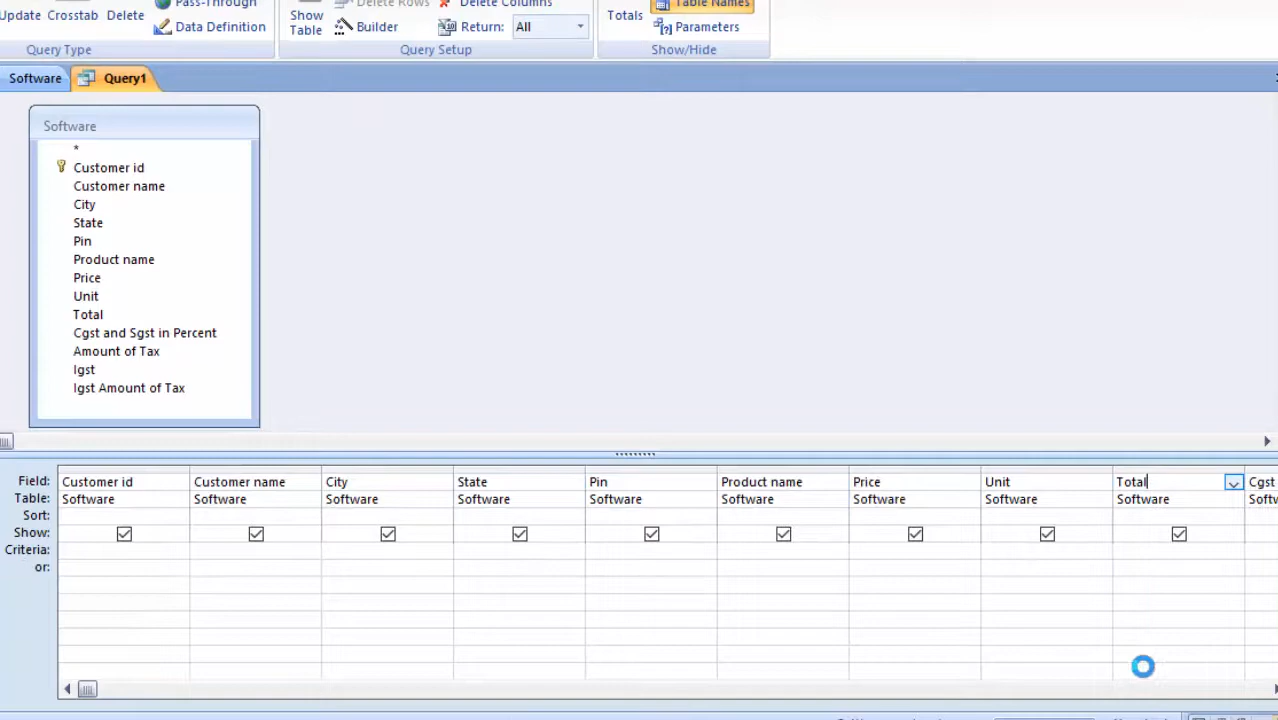 Pass-Through
Delete Rows
Delete Columns
Table Names
Update Crosstab Delete
Data Definition
Show
Table
Builder
Return: All
Totals
Parameters
Query Type
Query Setup
Show/Hide
Software
Query1
Software
*
Customer id
Customer name
City
State
Pin
Product name
Price
Unit
Total
Cgst and Sgst in Percent
Amount of Tax
Igst
Igst Amount of Tax
Field: Customer id Customer name City State Pin Product name Price Unit Total Cgst
Table: Software Software Software Software Software Software Software Software Software Softw
Sort:
Show:
Criteria:
or: